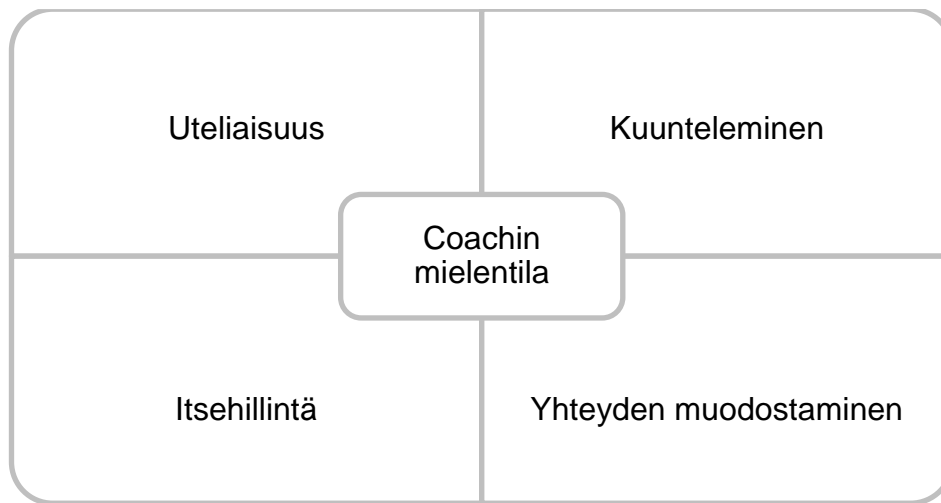 Uteliaisuus
Kuunteleminen
Coachin
mielentila
Itsehillintä
Yhteyden muodostaminen